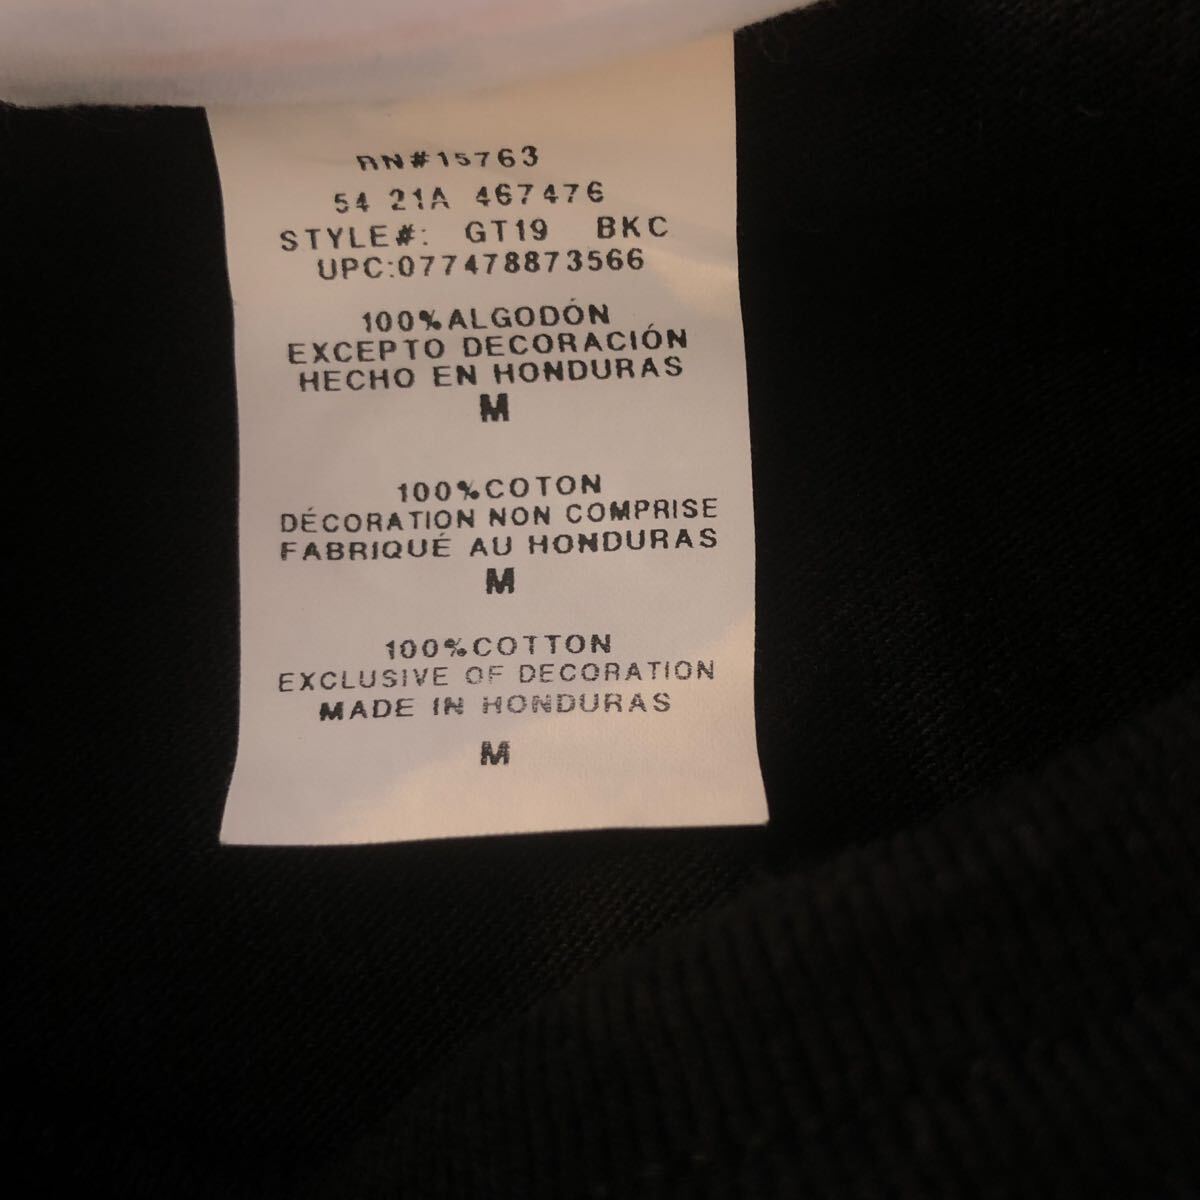 RN#15763
54 21A 467476
STYLE#: GT19 BKC
UPC:077478873566
100%ALGODÓN
EXCEPTO DECORACIÓN
HECHO EN HONDURAS
M
100%COTON
DÉCORATION NON COMPRISE
FABRIQUÉ AU HONDURAS
M
100%COTTON
EXCLUSIVE OF DECORATION
MADE IN HONDURAS
M